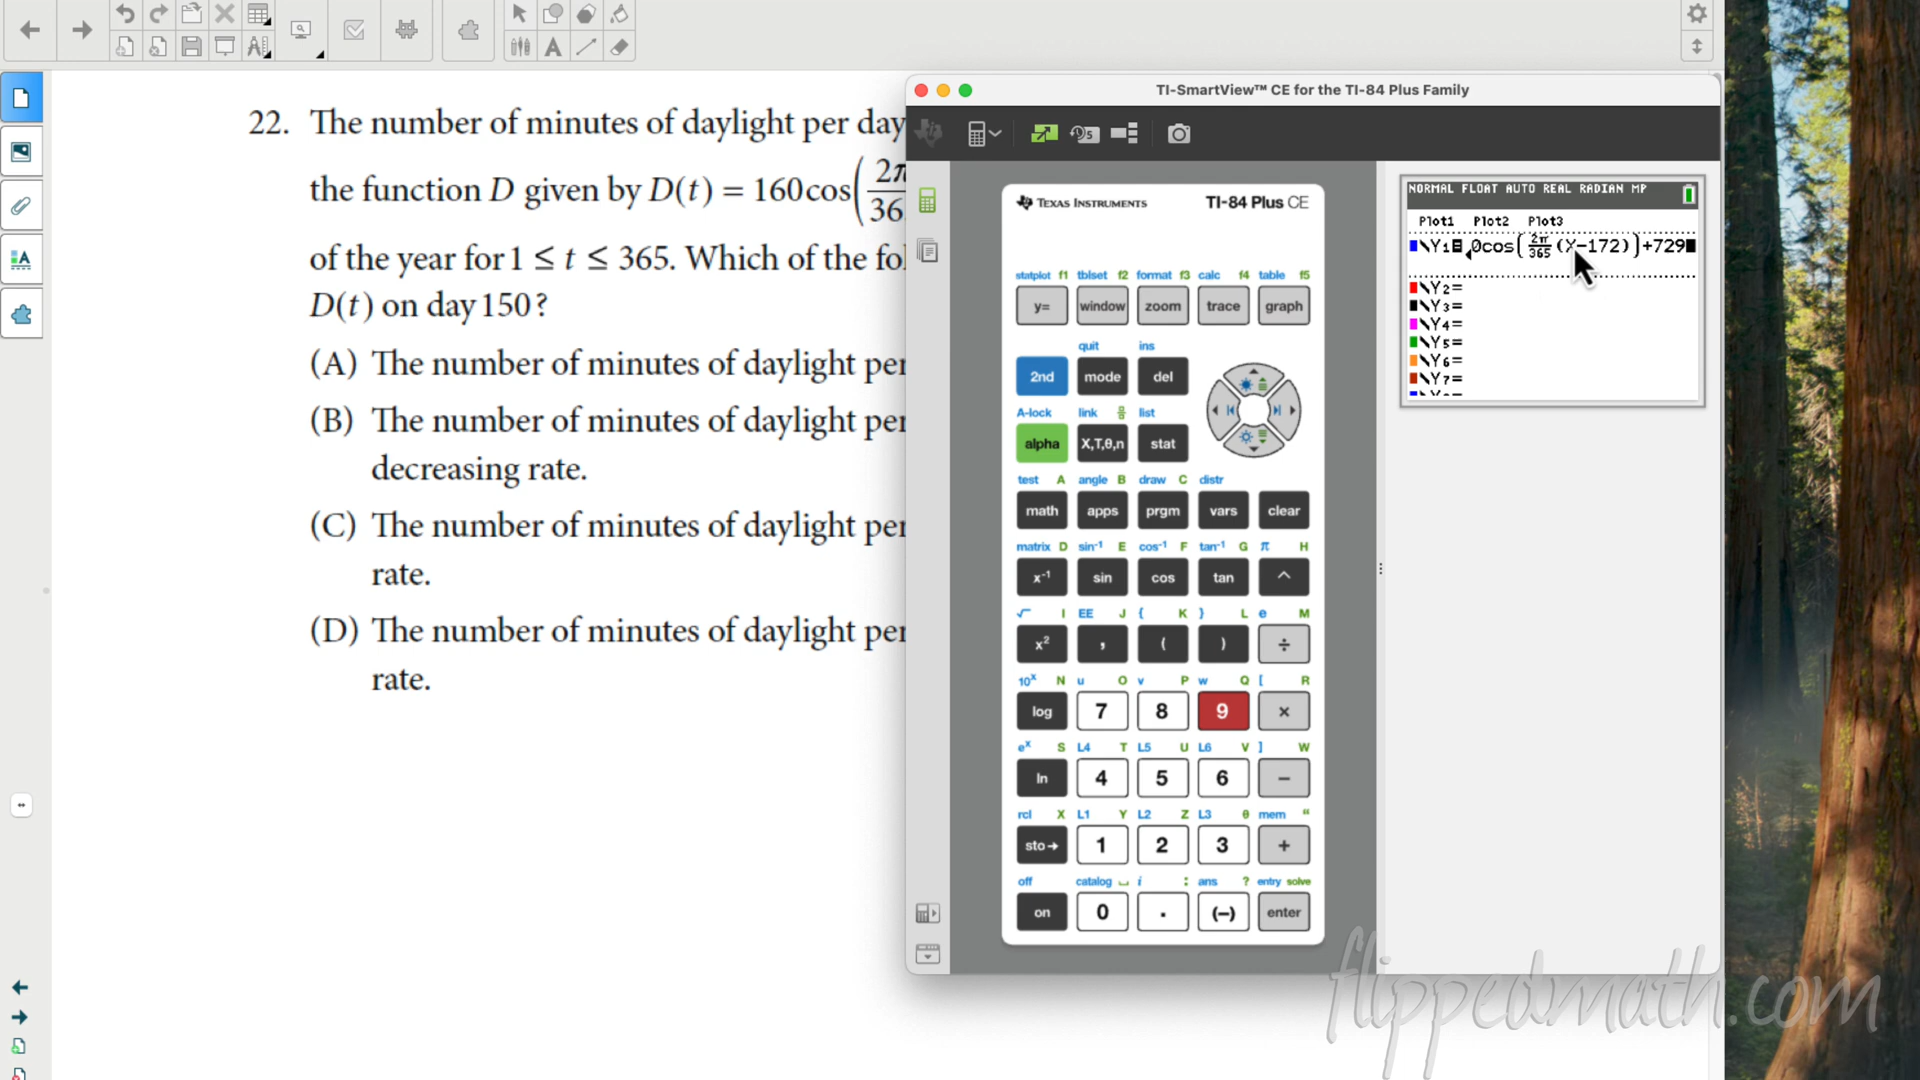 TI-SmartView™ CE for the TI-84 Plus Family
22. The number of minutes of daylight per day
the function D given by D(t) = 160cos(2π/36
of the year for 1 ≤ t ≤ 365. Which of the fol
D(t) on day 150?
(A) The number of minutes of daylight per
(B) The number of minutes of daylight per
decreasing rate.
(C) The number of minutes of daylight per
rate.
(D) The number of minutes of daylight per
rate.
TEXAS INSTRUMENTS TI-84 Plus CE
statplot f1 tblset f2 format f3 calc f4 table f5
y= window zoom trace graph
quit ins
2nd mode del
A-lock link list
alpha X,T,θ,n stat
test A angle B draw C distr
math apps prgm vars clear
matrix D sin⁻¹ E cos⁻¹ F tan⁻¹ G π H
x⁻¹ sin cos tan ^
√ I EE J { K } L e M
x² , ( ) ÷
10ˣ N u O v P w Q [ R
log 7 8 9 ×
eˣ S L4 T L5 U L6 V ] W
ln 4 5 6 −
rcl X L1 Y L2 Z L3 θ mem "
sto→ 1 2 3 +
off catalog ⎵ i : ans ? entry solve
on 0 . (−) enter
NORMAL FLOAT AUTO REAL RADIAN MP
Plot1 Plot2 Plot3
\Y1=0cos(2π/365(X-172))+729
\Y2=
\Y3=
\Y4=
\Y5=
\Y6=
\Y7=
flippedmath.com